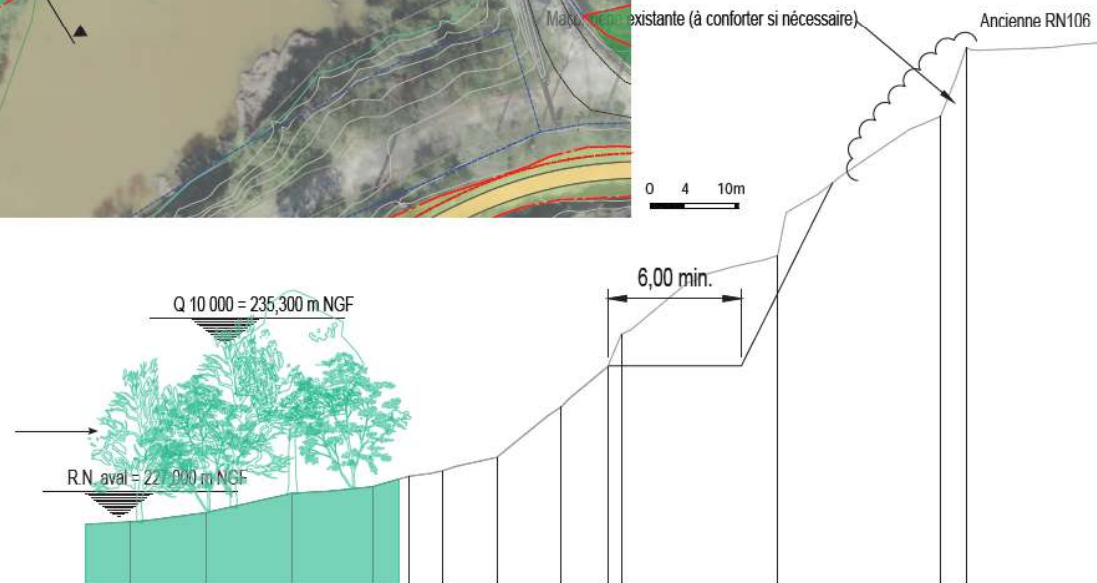 existante (à conforter si nécessaire)
Ancienne RN106
0 4 10m
6,00 min.
Q 10 000 = 235,300 m NGF
R.N. aval = 227,000 m NGF